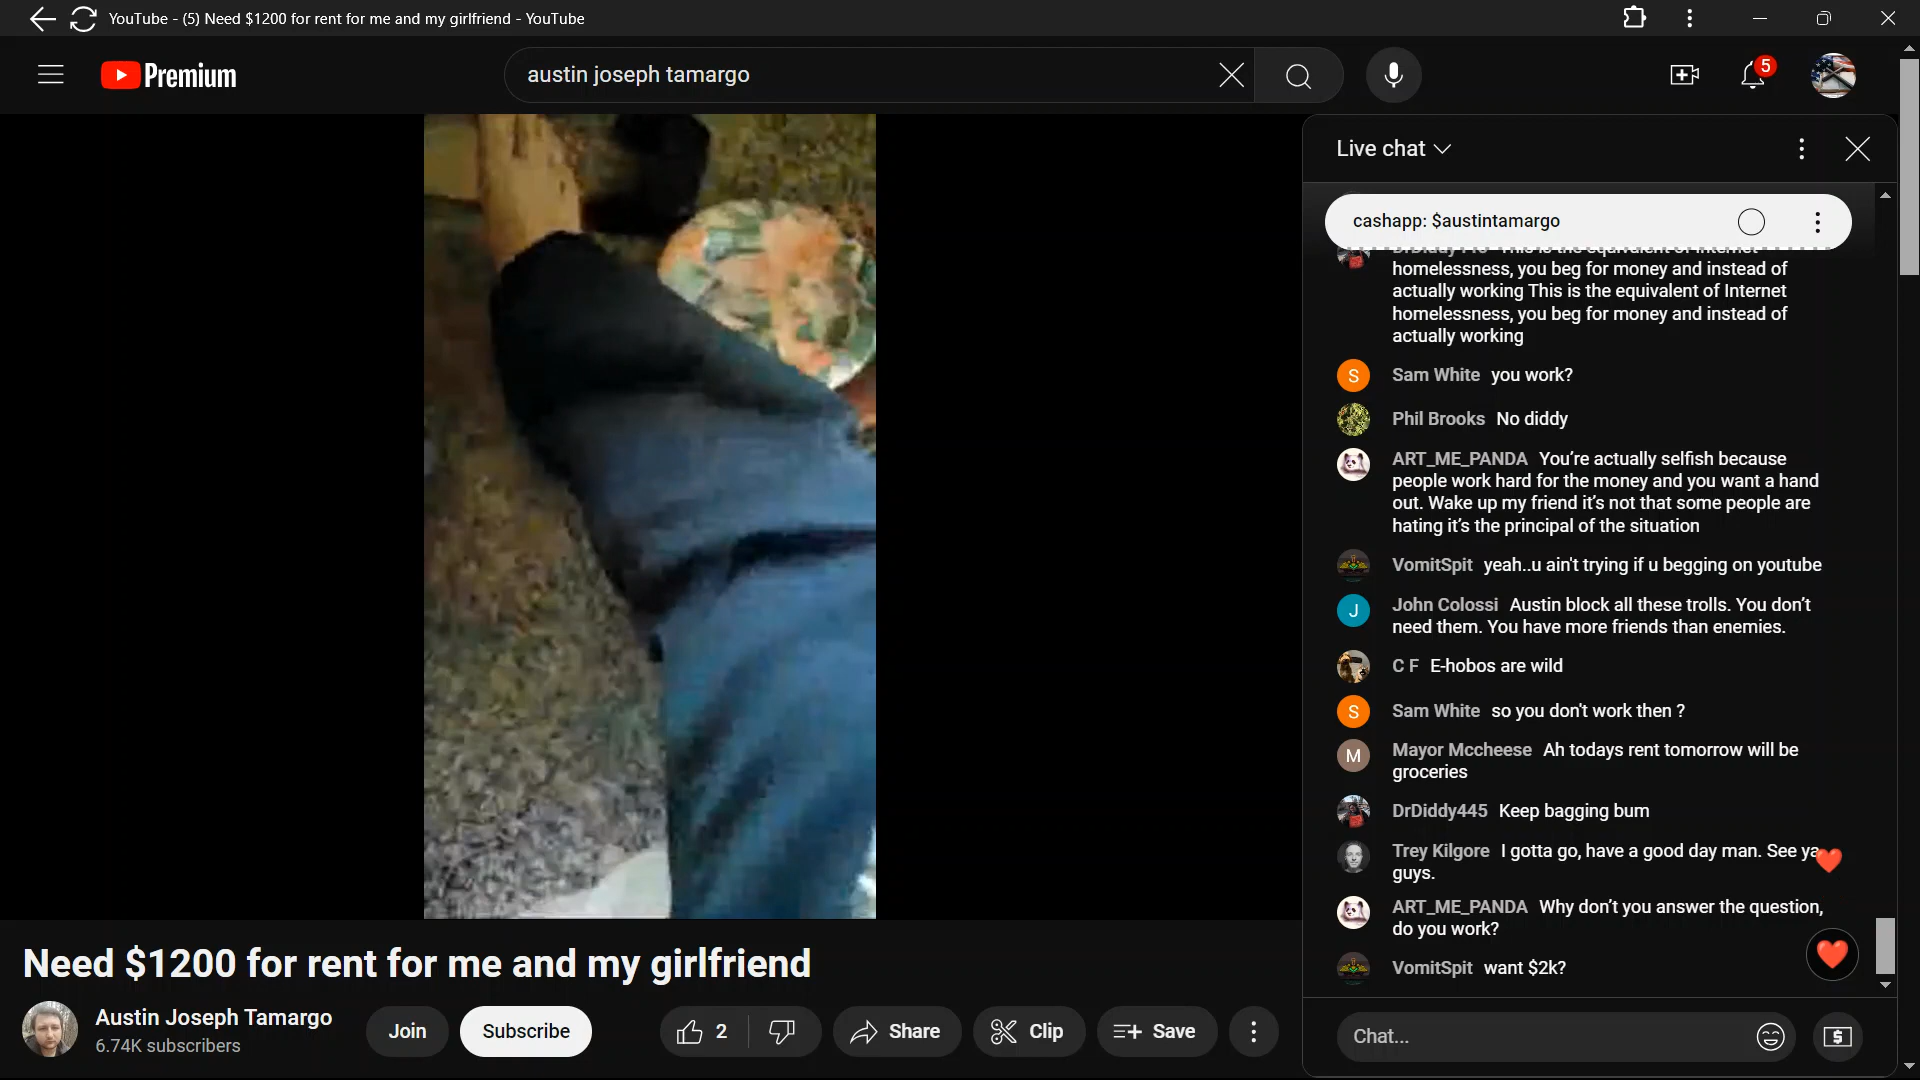 YouTube - (5) Need $1200 for rent for me and my girlfriend - YouTube
Premium
austin joseph tamargo
5
Live chat
cashapp: $austintamargo
homelessness, you beg for money and instead of
actually working This is the equivalent of Internet
homelessness, you beg for money and instead of
actually working
S
Sam White you work?
Phil Brooks No diddy
ART_ME_PANDA You're actually selfish because
people work hard for the money and you want a hand
out. Wake up my friend it's not that some people are
hating it's the principal of the situation
VomitSpit yeah..u ain't trying if u begging on youtube
J
John Colossi Austin block all these trolls. You don't
need them. You have more friends than enemies.
C F E-hobos are wild
S
Sam White so you don't work then ?
M
Mayor Mccheese Ah todays rent tomorrow will be
groceries
DrDiddy445 Keep bagging bum
Trey Kilgore I gotta go, have a good day man. See ya
guys.
ART_ME_PANDA Why don't you answer the question,
do you work?
VomitSpit want $2k?
Chat...
Need $1200 for rent for me and my girlfriend
Austin Joseph Tamargo
6.74K subscribers
Join
Subscribe
2
Share
Clip
Save